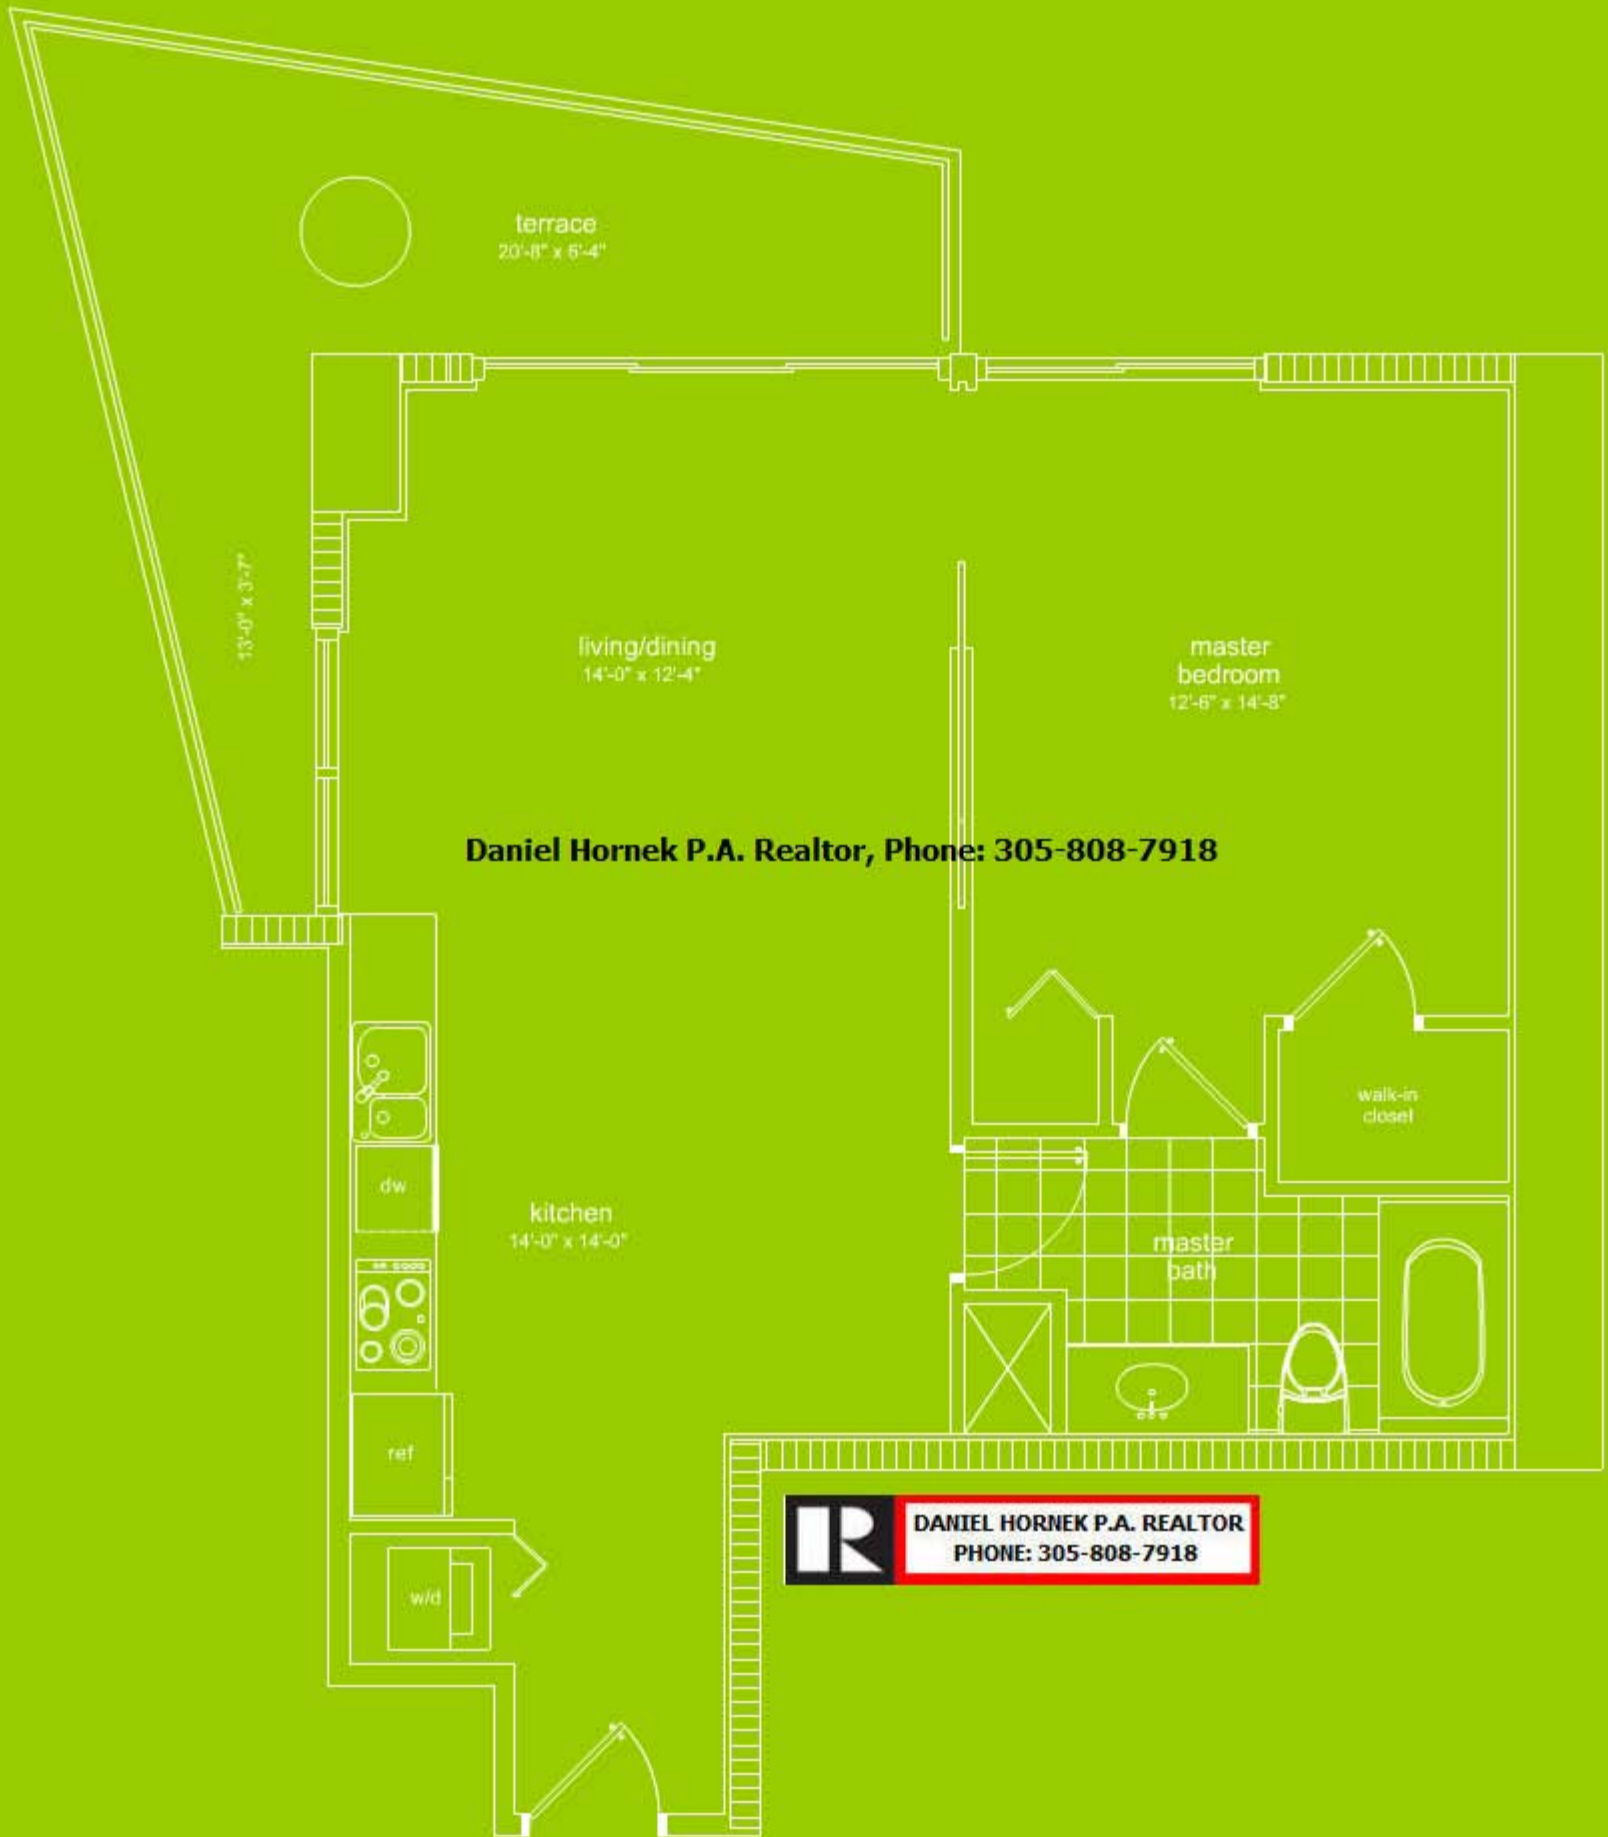 terrace
20'-8" x 6'-4"
13'-0" x 3'-7"
living/dining
14'-0" x 12'-4"
master
bedroom
12'-6" x 14'-8"
Daniel Hornek P.A. Realtor, Phone: 305-808-7918
walk-in
closet
dw
kitchen
14'-0" x 14'-0"
master
bath
ref
R
DANIEL HORNEK P.A. REALTOR
PHONE: 305-808-7918
w/d